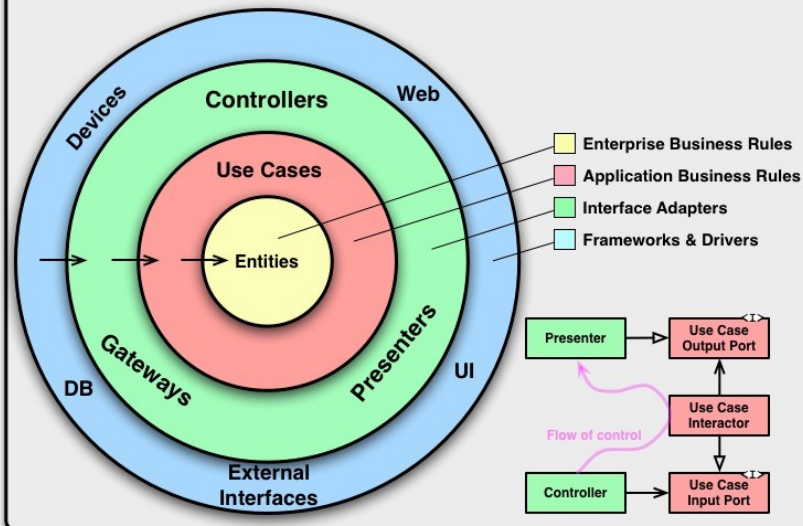 Devices
Web
Controllers
Use Cases
Entities
Gateways
Presenters
DB
UI
External
Interfaces
Enterprise Business Rules
Application Business Rules
Interface Adapters
Frameworks & Drivers
Presenter
<I>
Use Case
Output Port
Use Case
Interactor
Flow of control
Controller
<I>
Use Case
Input Port